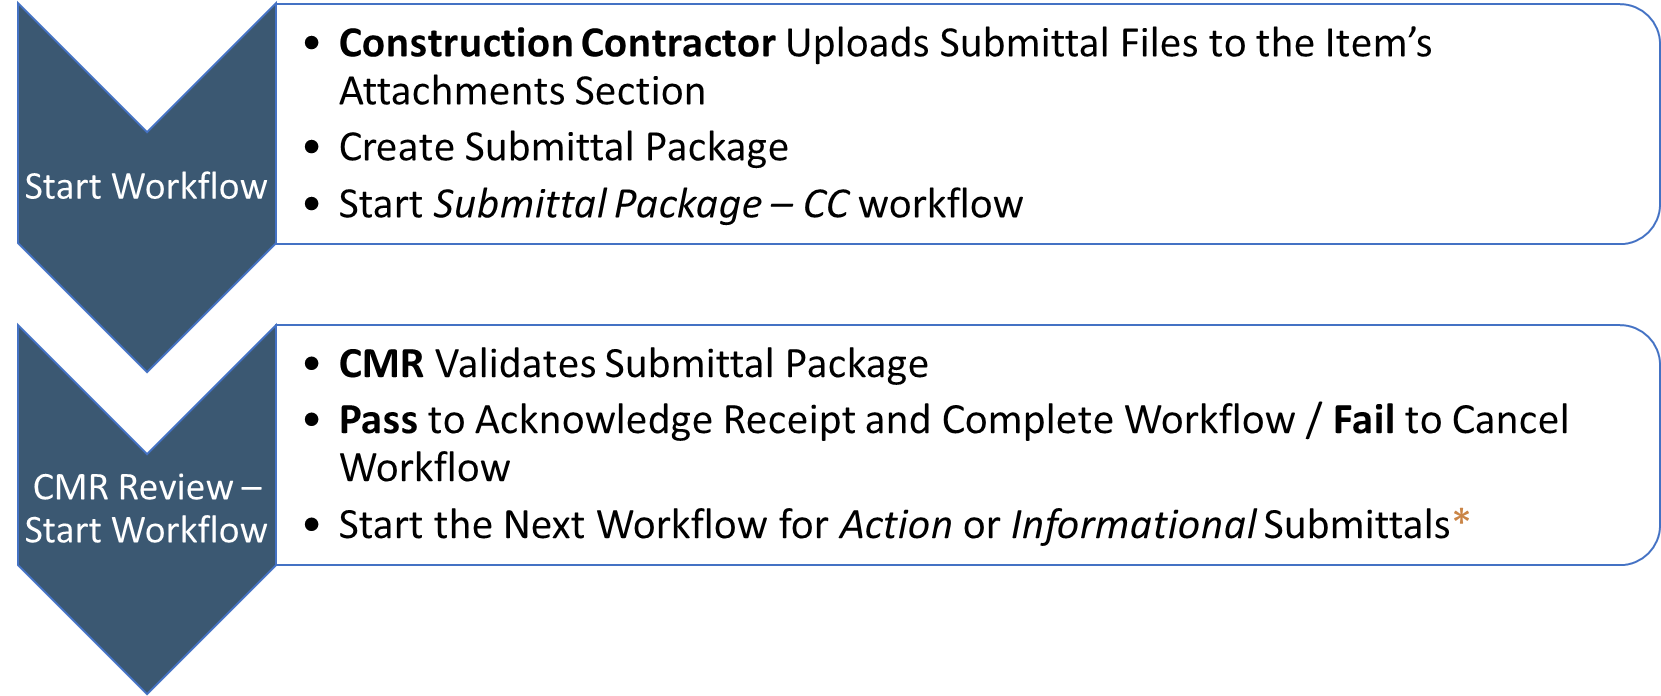 Start Workflow
• Construction Contractor Uploads Submittal Files to the Item’s
Attachments Section
• Create Submittal Package
• Start Submittal Package – CC workflow
CMR Review –
Start Workflow
• CMR Validates Submittal Package
• Pass to Acknowledge Receipt and Complete Workflow / Fail to Cancel
Workflow
• Start the Next Workflow for Action or Informational Submittals*